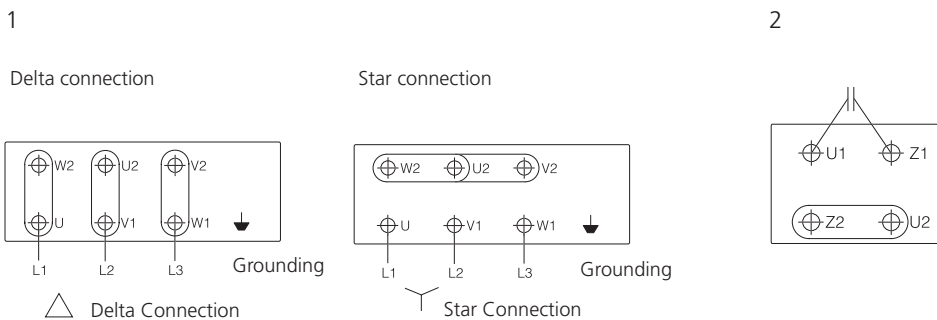 1
2
Delta connection
Star connection
W2 U2 V2
U V1 W1
L1 L2 L3
Grounding
Delta Connection
W2 U2 V2
U V1 W1
L1 L2 L3
Grounding
Star Connection
U1 Z1
Z2 U2